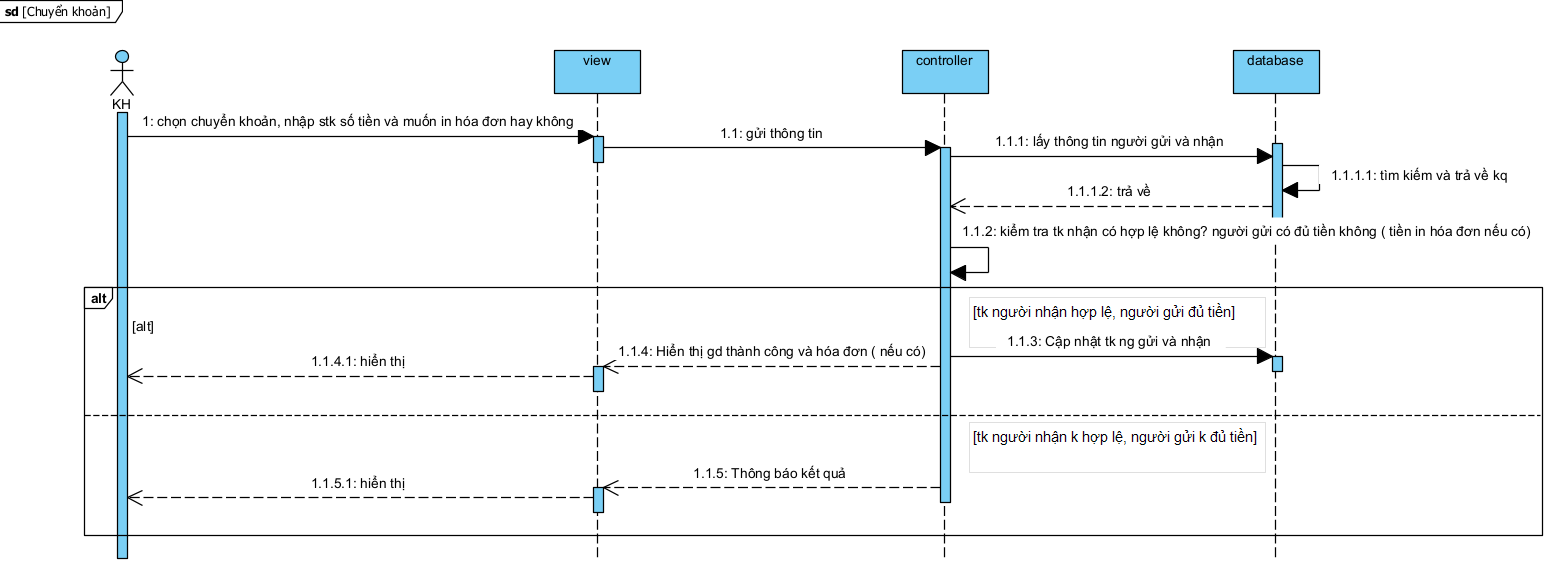 sd [Chuyển khoản]
view
controller
database
KH
1: chọn chuyển khoản, nhập stk số tiền và muốn in hóa đơn hay không
1.1: gửi thông tin
1.1.1: lấy thông tin người gửi và nhận
1.1.1.1: tìm kiếm và trả về kq
1.1.1.2: trả về
1.1.2: kiểm tra tk nhận có hợp lệ không? người gửi có đủ tiền không ( tiền in hóa đơn nếu có)
alt
[alt]
[tk người nhận hợp lệ, người gửi đủ tiền]
1.1.3: Cập nhật tk ng gửi và nhận
1.1.4: Hiển thị gd thành công và hóa đơn ( nếu có)
1.1.4.1: hiển thị
[tk người nhận k hợp lệ, người gửi k đủ tiền]
1.1.5: Thông báo kết quả
1.1.5.1: hiển thị